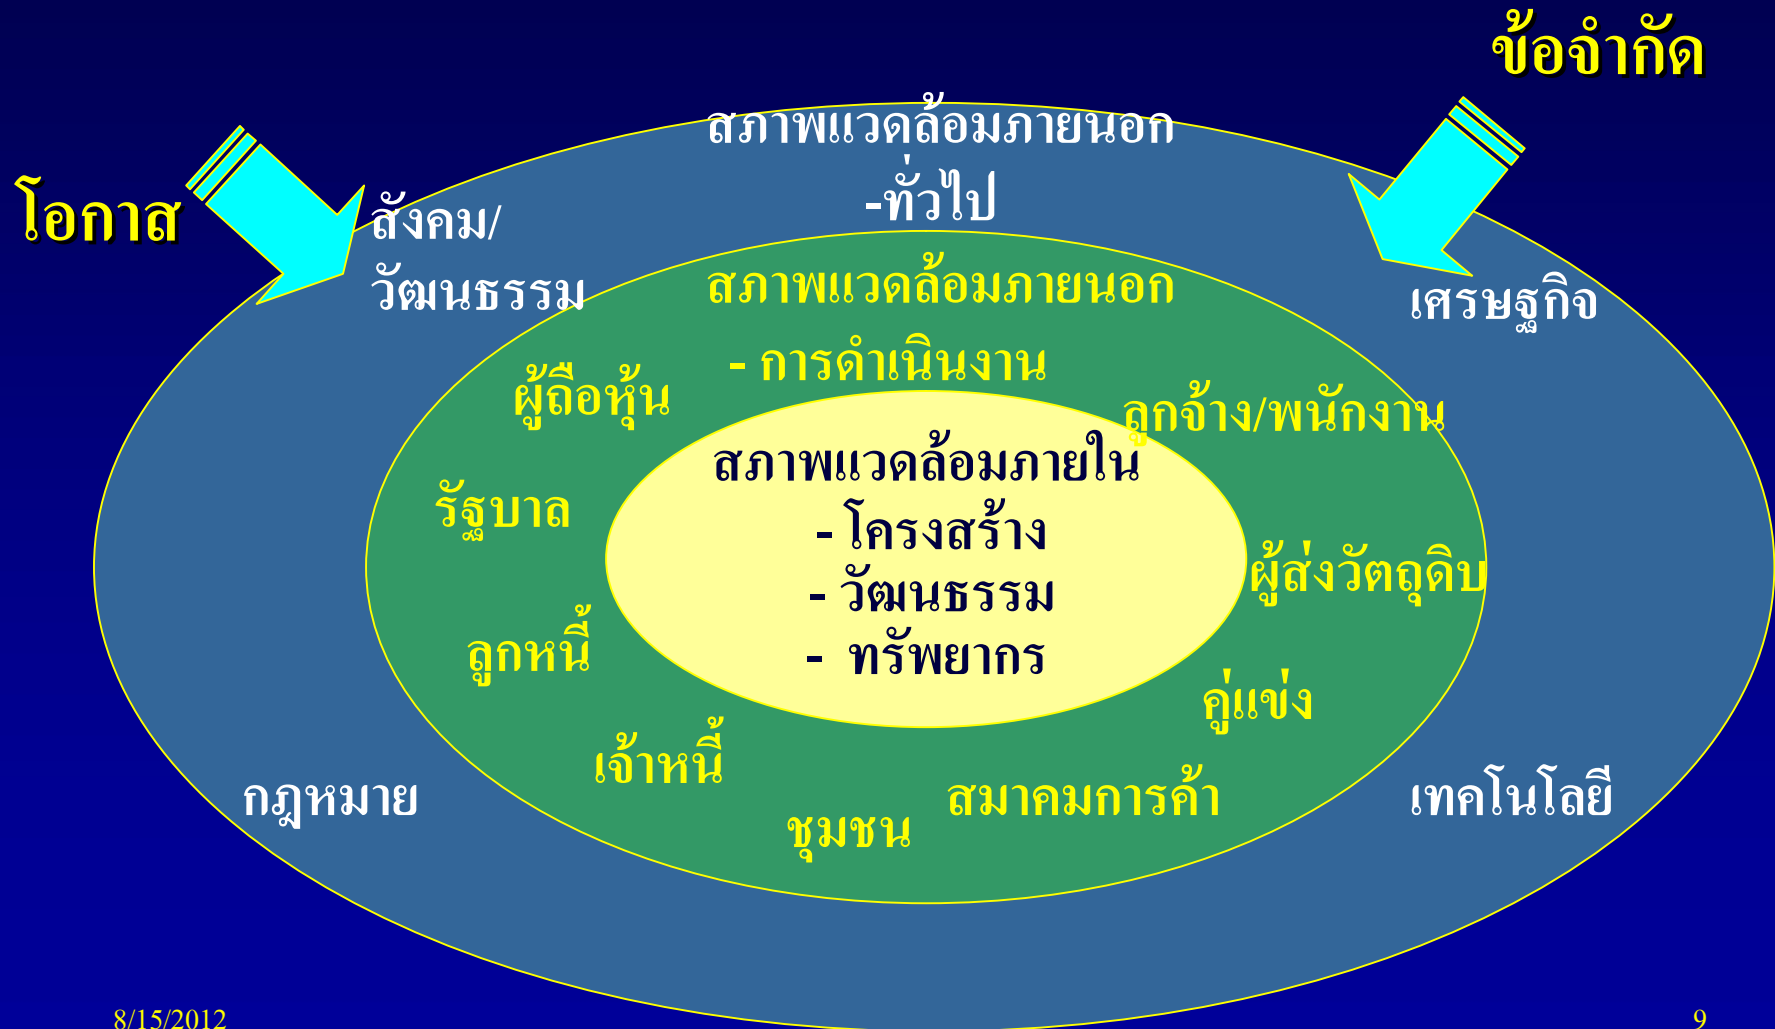 ข้อจำกัด
โอกาส
สภาพแวดล้อมภายนอก
-ทั่วไป
สังคม/
วัฒนธรรม
เศรษฐกิจ
กฎหมาย
เทคโนโลยี
สภาพแวดล้อมภายนอก
- การดำเนินงาน
ผู้ถือหุ้น
ลูกจ้าง/พนักงาน
รัฐบาล
ผู้ส่งวัตถุดิบ
ลูกหนี้
คู่แข่ง
เจ้าหนี้
สมาคมการค้า
ชุมชน
สภาพแวดล้อมภายใน
- โครงสร้าง
- วัฒนธรรม
- ทรัพยากร
8/15/2012
9